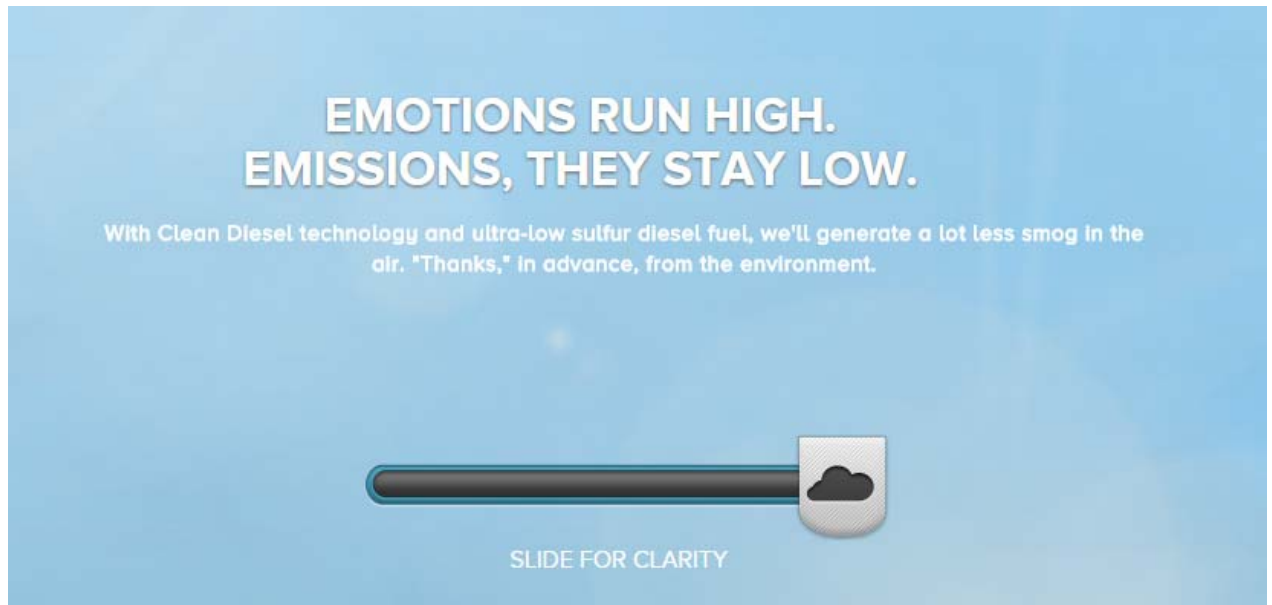 EMOTIONS RUN HIGH.
EMISSIONS, THEY STAY LOW.
With Clean Diesel technology and ultra-low sulfur diesel fuel, we'll generate a lot less smog in the
air. "Thanks," in advance, from the environment.
SLIDE FOR CLARITY